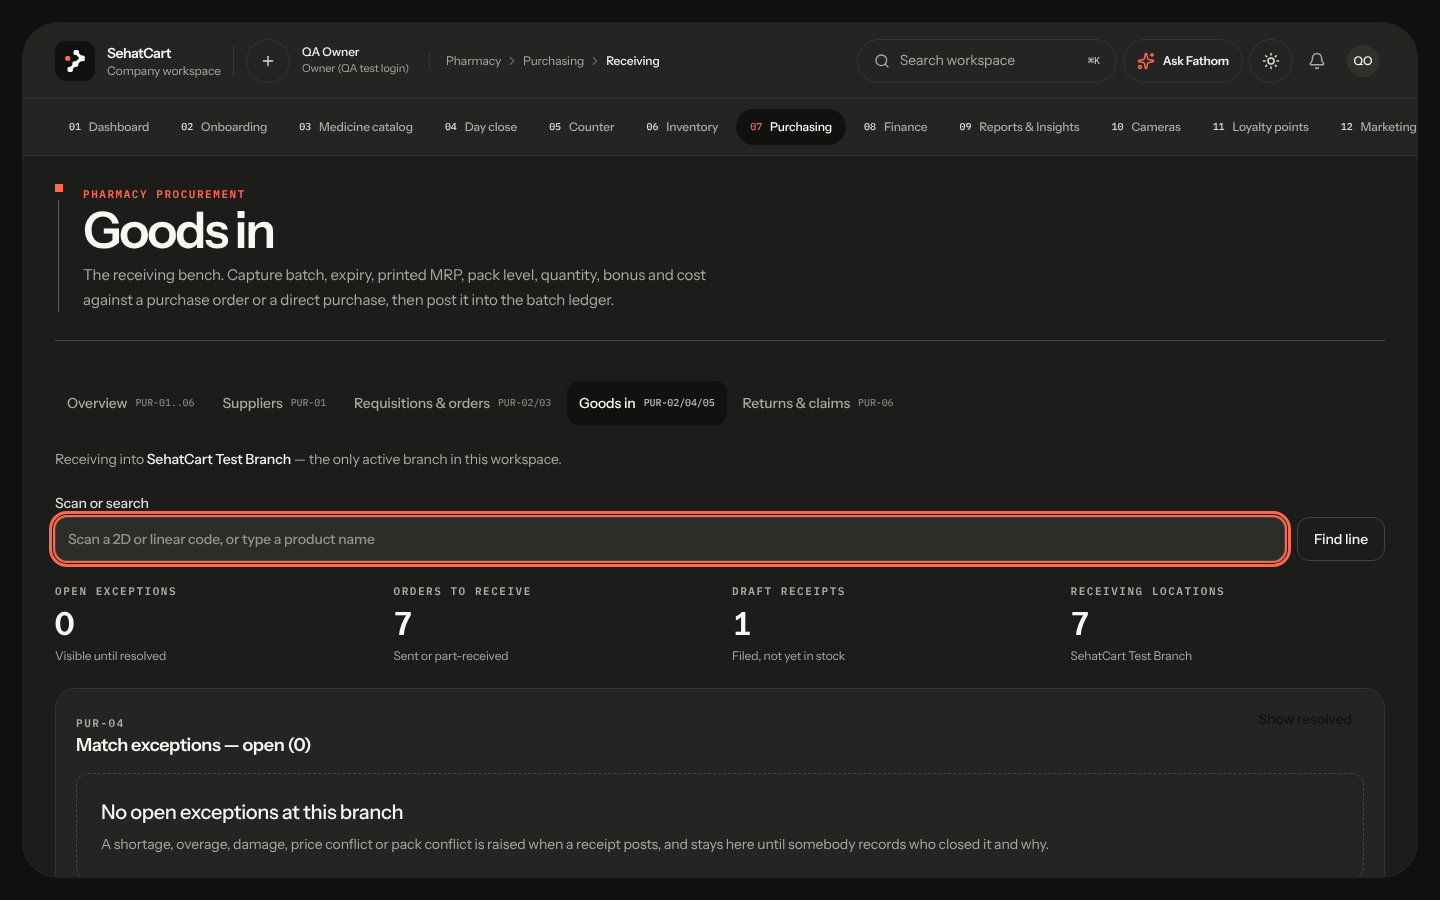 SehatCart
Company workspace
+
QA Owner
Owner (QA test login)
Pharmacy > Purchasing > Receiving
Search workspace ⌘K
Ask Fathom
QO
01 Dashboard
02 Onboarding
03 Medicine catalog
04 Day close
05 Counter
06 Inventory
07 Purchasing
08 Finance
09 Reports & Insights
10 Cameras
11 Loyalty points
12 Marketing
PHARMACY PROCUREMENT
Goods in
The receiving bench. Capture batch, expiry, printed MRP, pack level, quantity, bonus and cost
against a purchase order or a direct purchase, then post it into the batch ledger.
Overview PUR-01..06
Suppliers PUR-01
Requisitions & orders PUR-02/03
Goods in PUR-02/04/05
Returns & claims PUR-06
Receiving into SehatCart Test Branch — the only active branch in this workspace.
Scan or search
Scan a 2D or linear code, or type a product name
Find line
OPEN EXCEPTIONS
0
Visible until resolved
ORDERS TO RECEIVE
7
Sent or part-received
DRAFT RECEIPTS
1
Filed, not yet in stock
RECEIVING LOCATIONS
7
SehatCart Test Branch
PUR-04
Match exceptions — open (0)
Show resolved
No open exceptions at this branch
A shortage, overage, damage, price conflict or pack conflict is raised when a receipt posts, and stays here until somebody records who closed it and why.